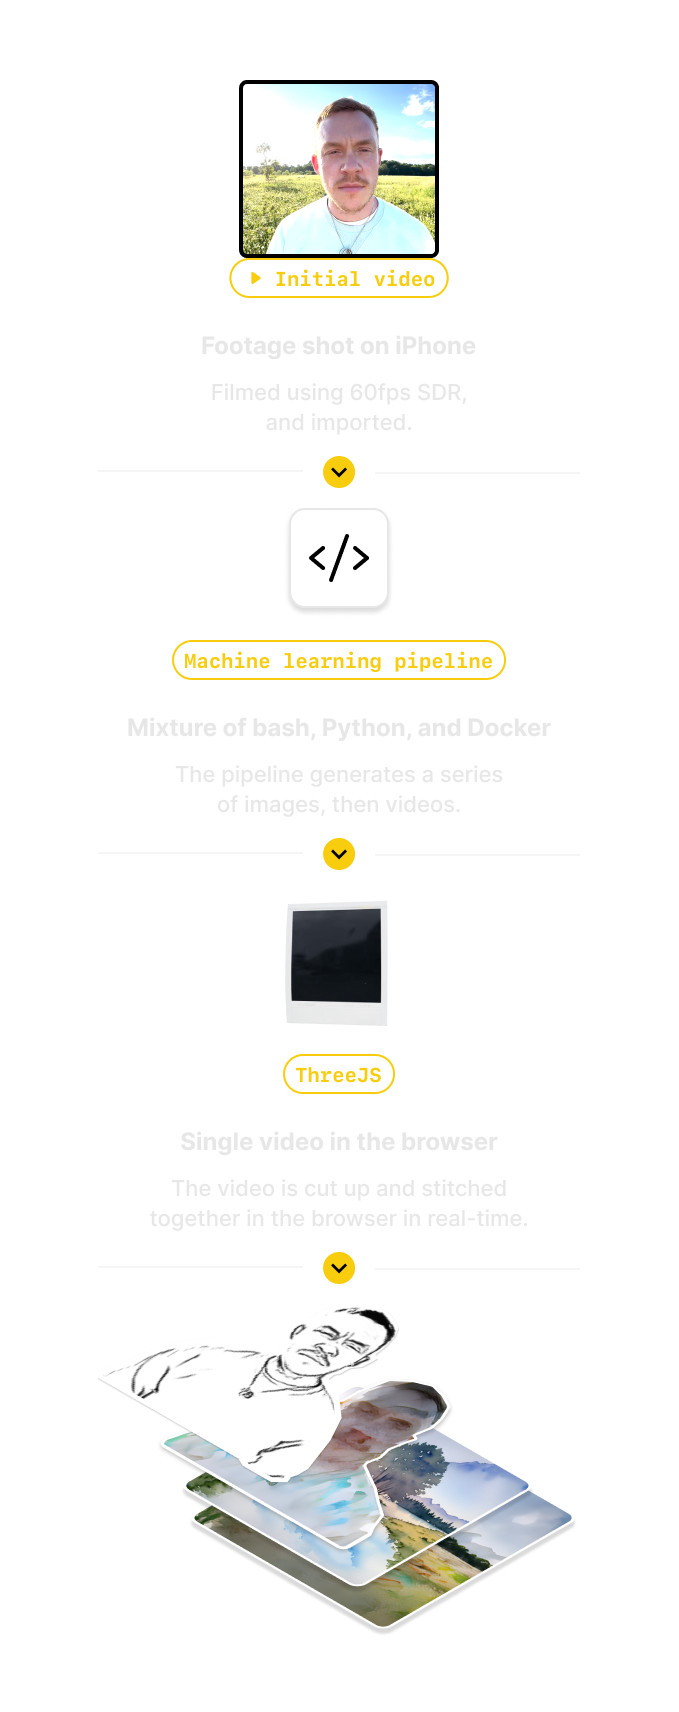 Initial video
Footage shot on iPhone
Filmed using 60fps SDR,
and imported.
</>
Machine learning pipeline
Mixture of bash, Python, and Docker
The pipeline generates a series
of images, then videos.
ThreeJS
Single video in the browser
The video is cut up and stitched
together in the browser in real-time.